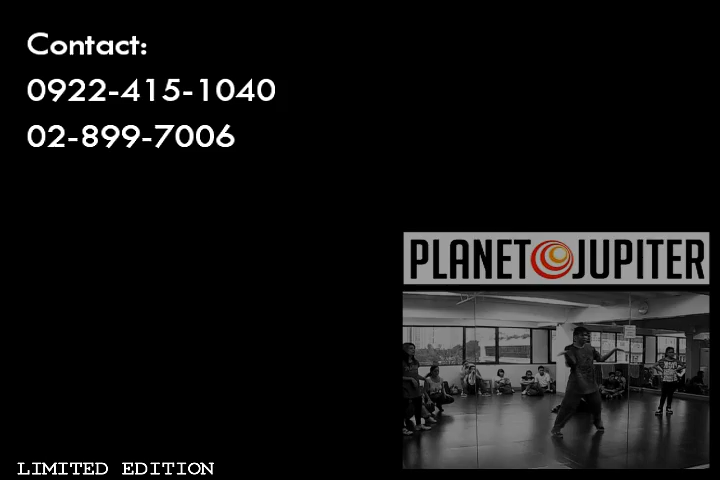 Contact:
0922-415-1040
02-899-7006
PLANET JUPITER
LIMITED EDITION